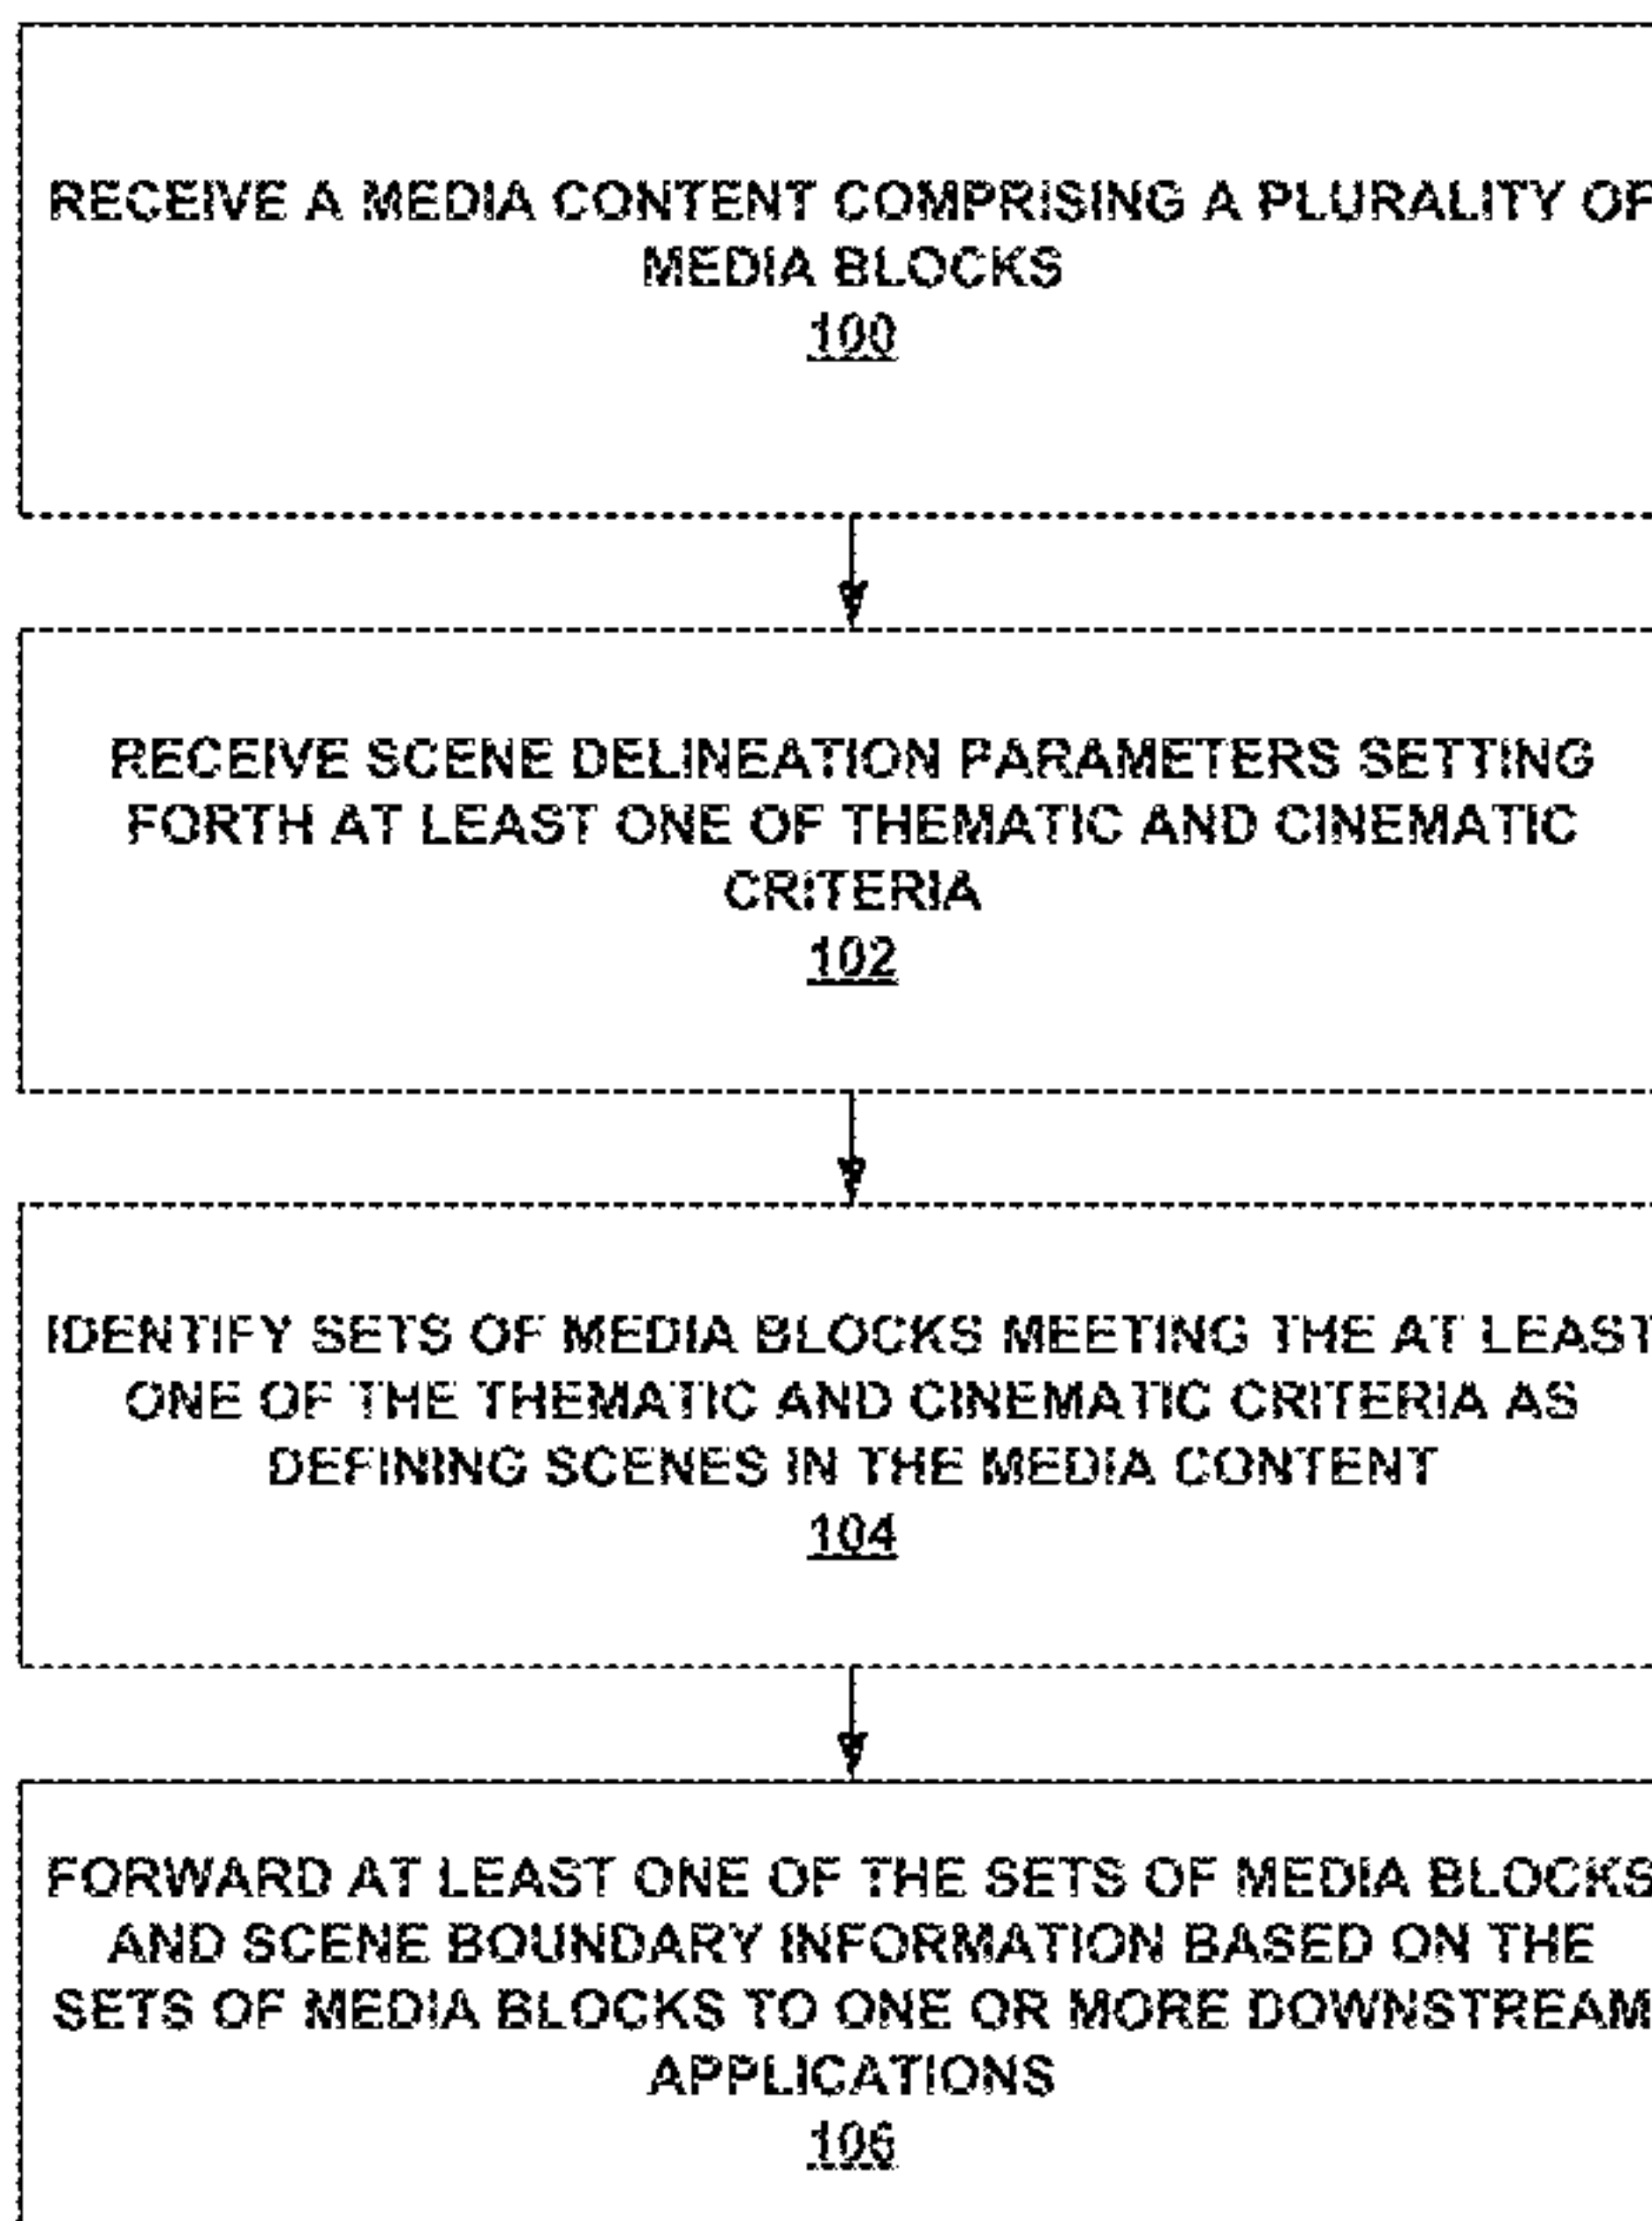 RECEIVE A MEDIA CONTENT COMPRISING A PLURALITY OF
MEDIA BLOCKS
100
RECEIVE SCENE DELINEATION PARAMETERS SETTING
FORTH AT LEAST ONE OF THEMATIC AND CINEMATIC
CRITERIA
102
IDENTIFY SETS OF MEDIA BLOCKS MEETING THE AT LEAST
ONE OF THE THEMATIC AND CINEMATIC CRITERIA AS
DEFINING SCENES IN THE MEDIA CONTENT
104
FORWARD AT LEAST ONE OF THE SETS OF MEDIA BLOCKS
AND SCENE BOUNDARY INFORMATION BASED ON THE
SETS OF MEDIA BLOCKS TO ONE OR MORE DOWNSTREAM
APPLICATIONS
106